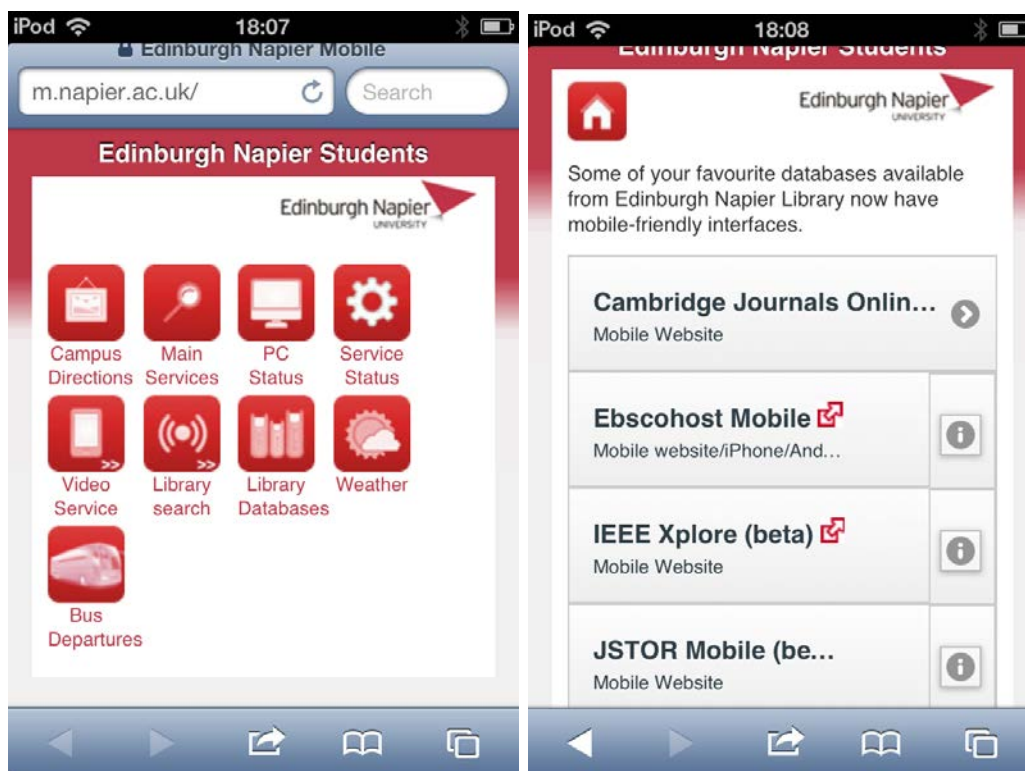 iPod 18:07
Edinburgh Napier Mobile
m.napier.ac.uk/ Search
Edinburgh Napier Students
Edinburgh Napier
UNIVERSITY
Campus Directions
Main Services
PC Status
Service Status
>>
Video Service
>>
Library search
Library Databases
Weather
Bus Departures
iPod 18:08
Edinburgh Napier Students
Edinburgh Napier
UNIVERSITY
Some of your favourite databases available
from Edinburgh Napier Library now have
mobile-friendly interfaces.
Cambridge Journals Onlin...
Mobile Website
Ebscohost Mobile
Mobile website/iPhone/And...
IEEE Xplore (beta)
Mobile Website
JSTOR Mobile (be...
Mobile Website